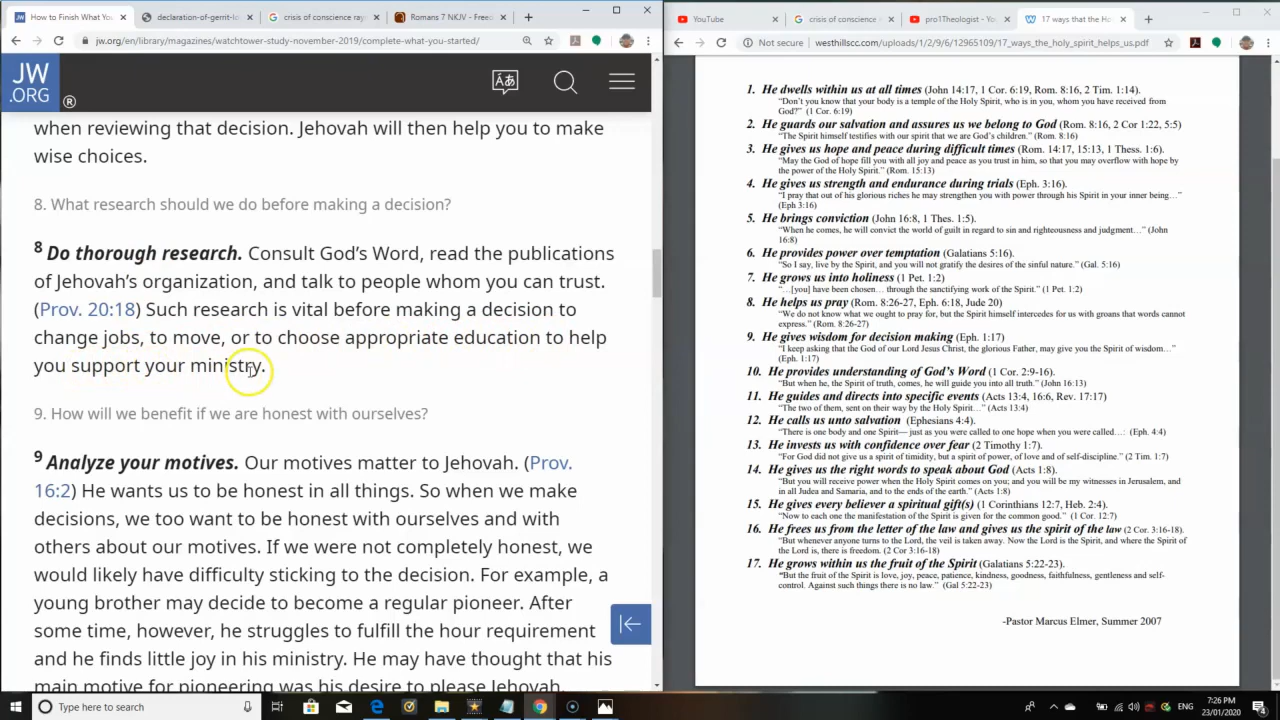 How to Finish What You
declaration-of-gerrit-lo
crisis of conscience ray
Romans 7 NKJV - Free
jw.org/en/library/magazines/watchtower-study-november-2019/complete-what-you-started/
JW
.ORG
®
when reviewing that decision. Jehovah will then help you to make
wise choices.
8. What research should we do before making a decision?
8 Do thorough research. Consult God’s Word, read the publications
of Jehovah’s organization, and talk to people whom you can trust.
(Prov. 20:18) Such research is vital before making a decision to
change jobs, to move, or to choose appropriate education to help
you support your ministry.
9. How will we benefit if we are honest with ourselves?
9 Analyze your motives. Our motives matter to Jehovah. (Prov.
16:2) He wants us to be honest in all things. So when we make
decisions, we too want to be honest with ourselves and with
others about our motives. If we were not completely honest, we
would likely have difficulty sticking to the decision. For example, a
young brother may decide to become a regular pioneer. After
some time, however, he struggles to fulfill the hour requirement
and he finds little joy in his ministry. He may have thought that his
main motive for pioneering was his desire to please Jehovah.
YouTube
crisis of conscience
pro1Theologist - Yo
17 ways that the Ho
Not secure | westhillscc.com/uploads/1/2/9/6/12965109/17_ways_the_holy_spirit_helps_us.pdf
1. He dwells within us at all times (John 14:17, 1 Cor. 6:19, Rom. 8:16, 2 Tim. 1:14).
“Don’t you know that your body is a temple of the Holy Spirit, who is in you, whom you have received from
God?” (1 Cor. 6:19)
2. He guards our salvation and assures us we belong to God (Rom. 8:16, 2 Cor 1:22, 5:5)
“The Spirit himself testifies with our spirit that we are God’s children.” (Rom. 8:16)
3. He gives us hope and peace during difficult times (Rom. 14:17, 15:13, 1 Thess. 1:6).
“May the God of hope fill you with all joy and peace as you trust in him, so that you may overflow with hope by
the power of the Holy Spirit.” (Rom. 15:13)
4. He gives us strength and endurance during trials (Eph. 3:16).
“I pray that out of his glorious riches he may strengthen you with power through his Spirit in your inner being…”
(Eph 3:16)
5. He brings conviction (John 16:8, 1 Thes. 1:5).
“When he comes, he will convict the world of guilt in regard to sin and righteousness and judgment…” (John
16:8)
6. He provides power over temptation (Galatians 5:16).
“So I say, live by the Spirit, and you will not gratify the desires of the sinful nature.” (Gal. 5:16)
7. He grows us into holiness (1 Pet. 1:2)
“…[you] have been chosen… through the sanctifying work of the Spirit.” (1 Pet. 1:2)
8. He helps us pray (Rom. 8:26-27, Eph. 6:18, Jude 20)
“We do not know what we ought to pray for, but the Spirit himself intercedes for us with groans that words cannot
express.” (Rom. 8:26-27)
9. He gives wisdom for decision making (Eph. 1:17)
“I keep asking that the God of our Lord Jesus Christ, the glorious Father, may give you the Spirit of wisdom…”
(Eph. 1:17)
10. He provides understanding of God’s Word (1 Cor. 2:9-16).
“But when he, the Spirit of truth, comes, he will guide you into all truth.” (John 16:13)
11. He guides and directs into specific events (Acts 13:4, 16:6, Rev. 17:17)
“The two of them, sent on their way by the Holy Spirit…” (Acts 13:4)
12. He calls us unto salvation (Ephesians 4:4).
“There is one body and one Spirit— just as you were called to one hope when you were called…: (Eph. 4:4)
13. He invests us with confidence over fear (2 Timothy 1:7).
“For God did not give us a spirit of timidity, but a spirit of power, of love and of self-discipline.” (2 Tim. 1:7)
14. He gives us the right words to speak about God (Acts 1:8).
“But you will receive power when the Holy Spirit comes on you; and you will be my witnesses in Jerusalem, and
in all Judea and Samaria, and to the ends of the earth.” (Acts 1:8)
15. He gives every believer a spiritual gift(s) (1 Corinthians 12:7, Heb. 2:4).
“Now to each one the manifestation of the Spirit is given for the common good.” (1 Cor. 12:7)
16. He frees us from the letter of the law and gives us the spirit of the law (2 Cor. 3:16-18).
“But whenever anyone turns to the Lord, the veil is taken away. Now the Lord is the Spirit, and where the Spirit of
the Lord is, there is freedom. (2 Cor 3:16-18)
17. He grows within us the fruit of the Spirit (Galatians 5:22-23).
“But the fruit of the Spirit is love, joy, peace, patience, kindness, goodness, faithfulness, gentleness and self-
control. Against such things there is no law.” (Gal 5:22-23)
-Pastor Marcus Elmer, Summer 2007
Type here to search
ENG
7:26 PM
23/01/2020